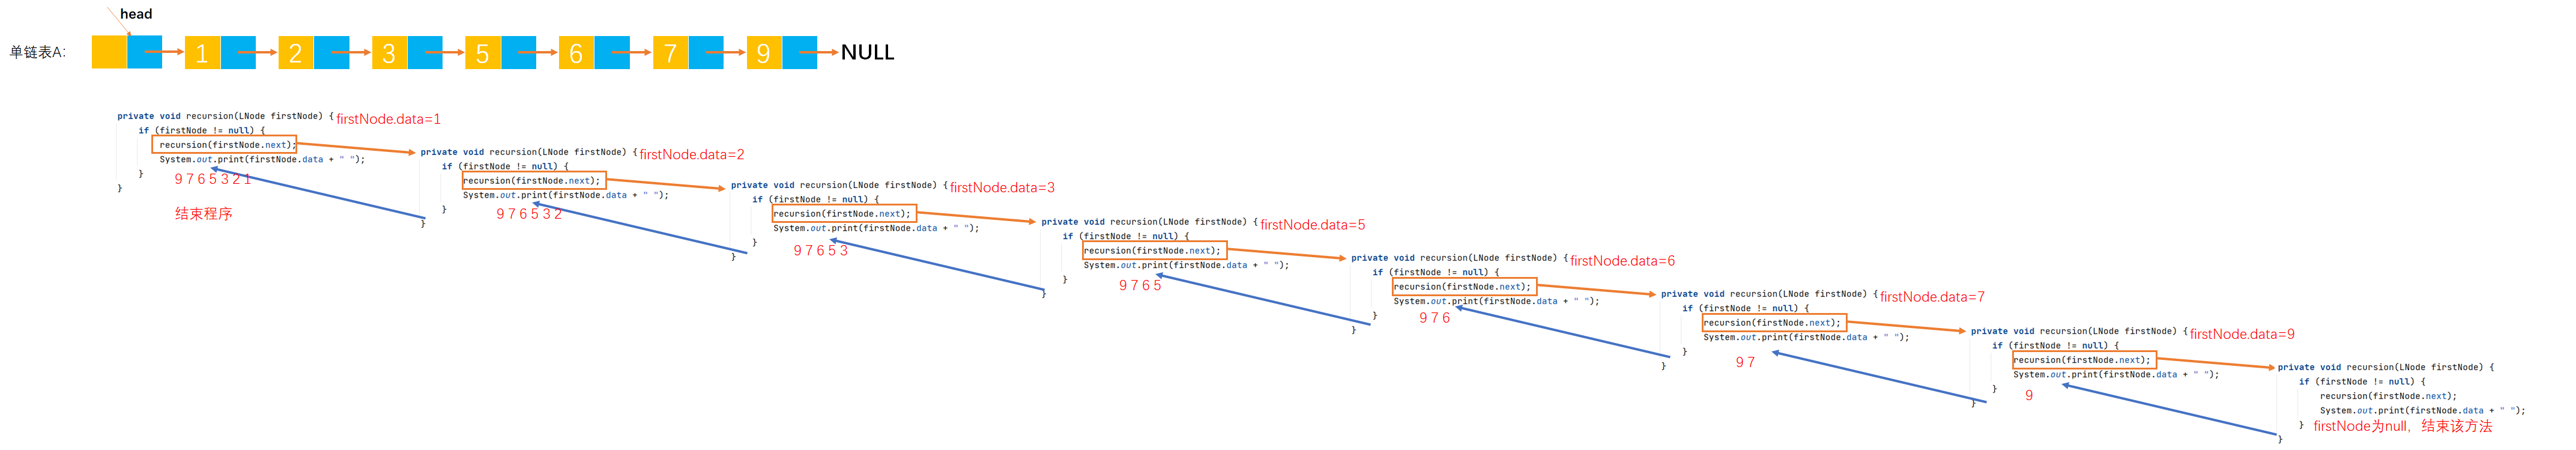 head
单链表A:
1 2 3 5 6 7 9 NULL
private void recursion(LNode firstNode) { firstNode.data=1
if (firstNode != null) {
recursion(firstNode.next);
System.out.print(firstNode.data + " ");
}
9 7 6 5 3 2 1
}
结束程序
private void recursion(LNode firstNode) { firstNode.data=2
if (firstNode != null) {
recursion(firstNode.next);
System.out.print(firstNode.data + " ");
}
9 7 6 5 3 2
}
private void recursion(LNode firstNode) { firstNode.data=3
if (firstNode != null) {
recursion(firstNode.next);
System.out.print(firstNode.data + " ");
}
9 7 6 5 3
}
private void recursion(LNode firstNode) { firstNode.data=5
if (firstNode != null) {
recursion(firstNode.next);
System.out.print(firstNode.data + " ");
}
9 7 6 5
}
private void recursion(LNode firstNode) { firstNode.data=6
if (firstNode != null) {
recursion(firstNode.next);
System.out.print(firstNode.data + " ");
}
9 7 6
}
private void recursion(LNode firstNode) { firstNode.data=7
if (firstNode != null) {
recursion(firstNode.next);
System.out.print(firstNode.data + " ");
}
9 7
}
private void recursion(LNode firstNode) { firstNode.data=9
if (firstNode != null) {
recursion(firstNode.next);
System.out.print(firstNode.data + " ");
}
9
}
private void recursion(LNode firstNode) {
if (firstNode != null) {
recursion(firstNode.next);
System.out.print(firstNode.data + " ");
} firstNode为null，结束该方法
}